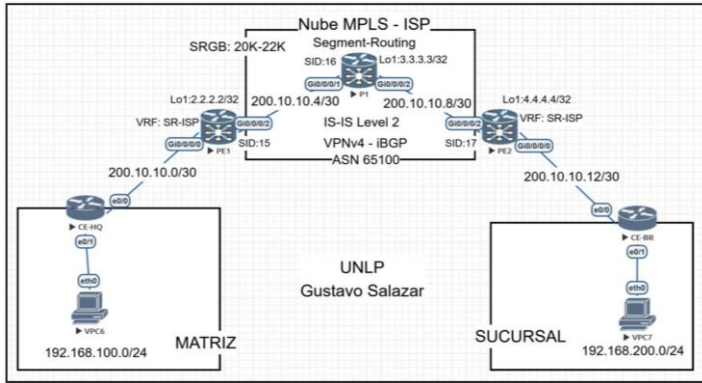 Nube MPLS - ISP
SRGB: 20K-22K
Segment-Routing
SID:16
Lo1:3.3.3.3/32
Gi0/0/0/1
Gi0/0/0/2
P1
Lo1:2.2.2.2/32
200.10.10.4/30
200.10.10.8/30
Lo1:4.4.4.4/32
VRF: SR-ISP
Gi0/0/0/2
IS-IS Level 2
Gi0/0/0/2
VRF: SR-ISP
Gi0/0/0/0
PE1
SID:15
VPNv4 - iBGP
SID:17
PE2
Gi0/0/0/0
ASN 65100
200.10.10.0/30
200.10.10.12/30
e0/0
CE-HQ
e0/1
e0/0
CE-BR
e0/1
UNLP
Gustavo Salazar
eth0
VPC6
MATRIZ
192.168.100.0/24
eth0
VPC7
SUCURSAL
192.168.200.0/24